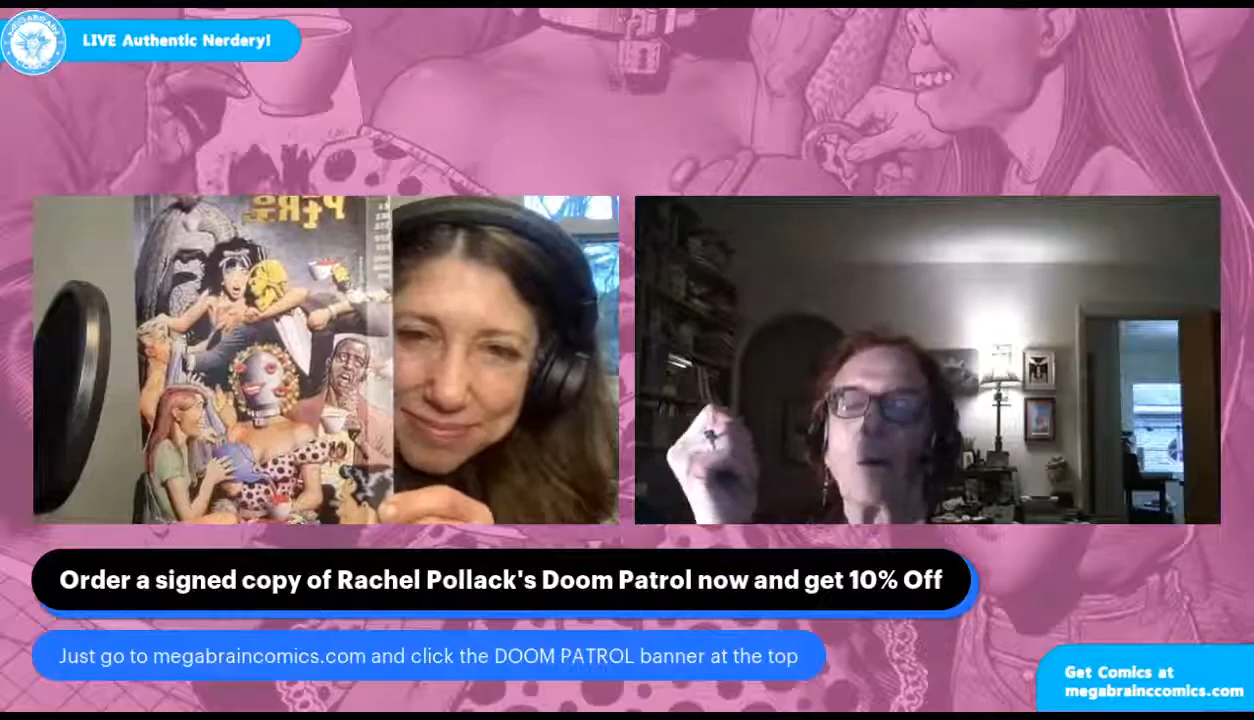 LIVE Authentic Nerdery!
Order a signed copy of Rachel Pollack's Doom Patrol now and get 10% Off
Just go to megabraincomics.com and click the DOOM PATROL banner at the top
Get Comics at
megabrainccomics.com